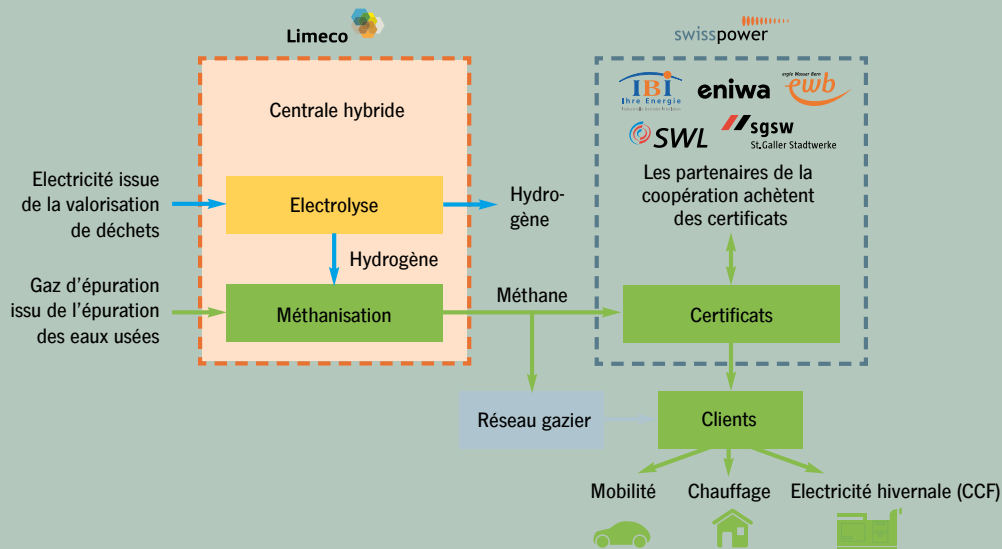 Limeco
swisspower
Centrale hybride
IBI
Ihre Energie
eniwa
ewb
SWL
sgsw
St.Galler Stadtwerke
Electricité issue
de la valorisation
de déchets
Electrolyse
Hydro-
gène
Les partenaires de la
coopération achètent
des certificats
Hydrogène
Gaz d'épuration
issu de l'épuration
des eaux usées
Méthanisation
Méthane
Certificats
Réseau gazier
Clients
Mobilité
Chauffage
Electricité hivernale (CCF)